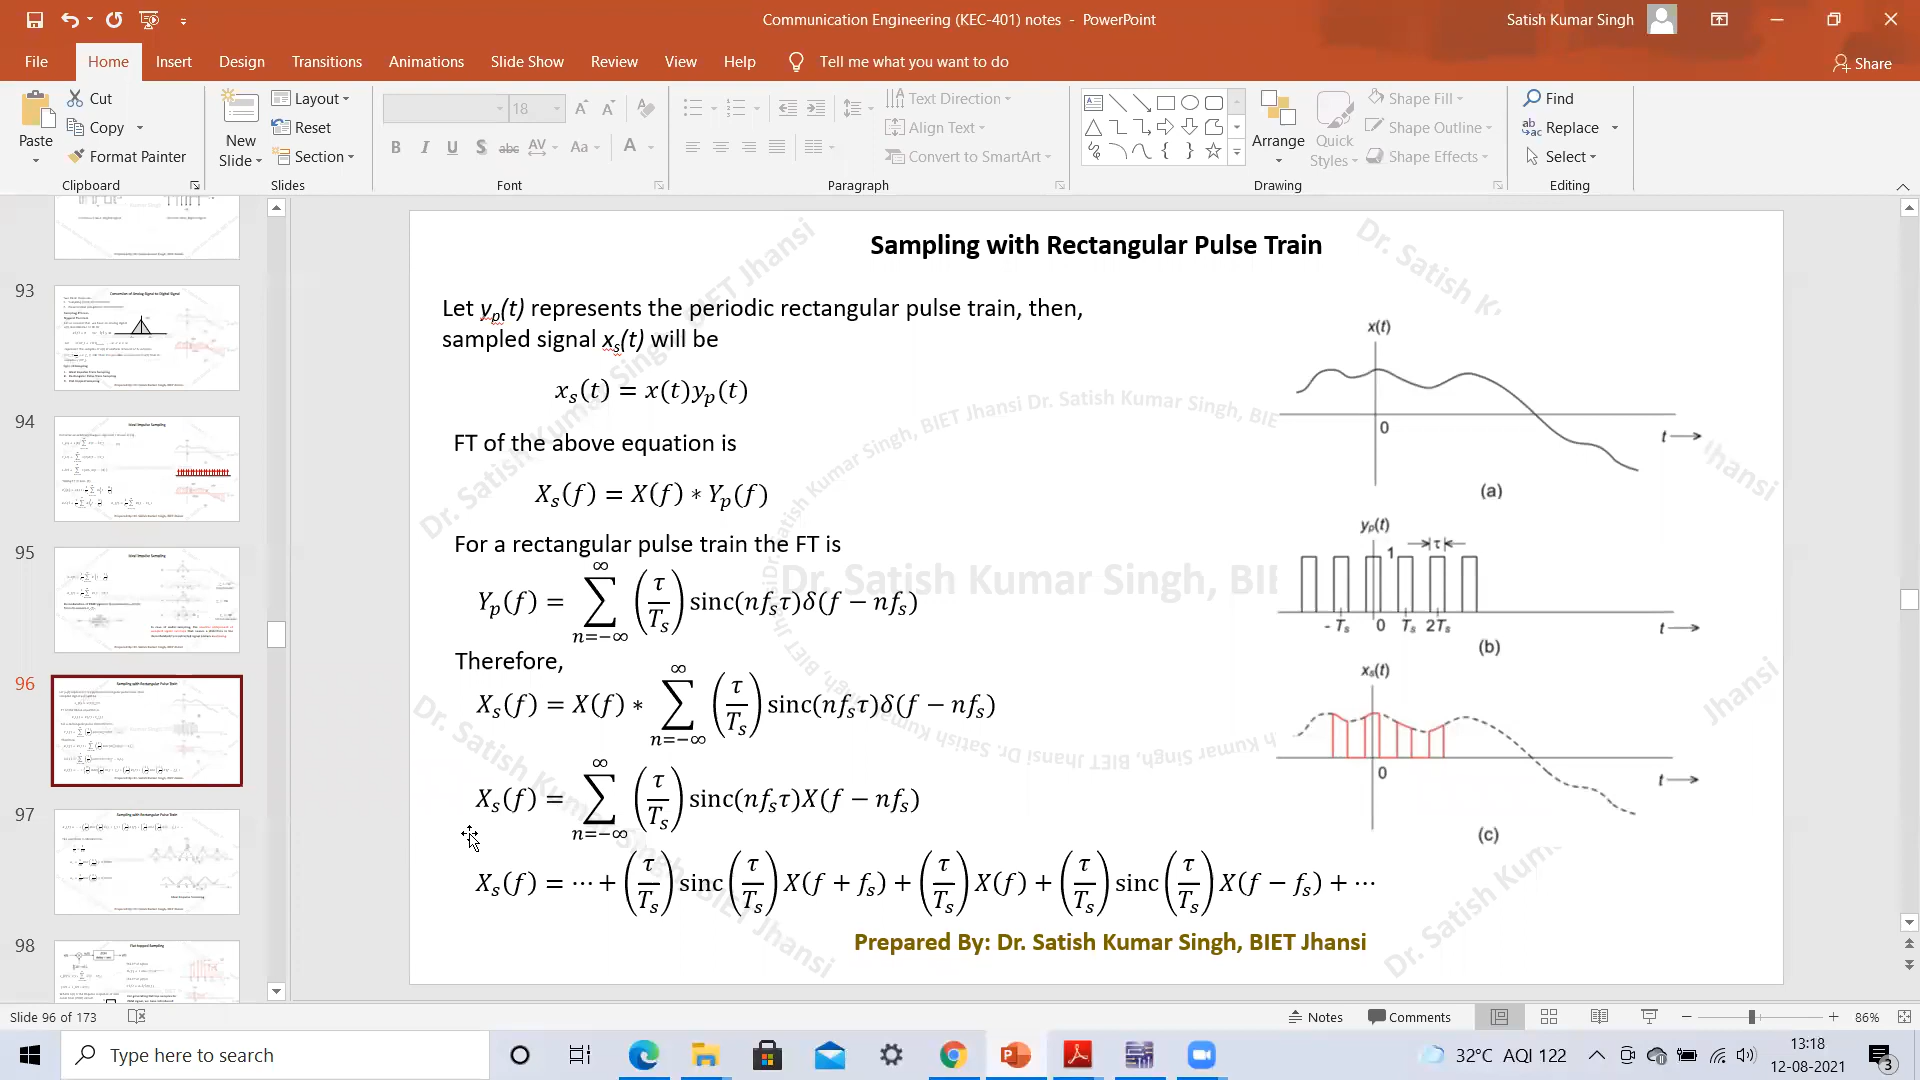 Communication Engineering (KEC-401) notes - PowerPoint
Satish Kumar Singh
File Home Insert Design Transitions Animations Slide Show Review View Help Tell me what you want to do
Share
Paste
Cut
Copy
Format Painter
Clipboard
New Slide
Layout
Reset
Section
Slides
18
B I U S abc AV Aa A
Font
Text Direction
Align Text
Convert to SmartArt
Paragraph
Arrange
Quick Styles
Shape Fill
Shape Outline
Shape Effects
Drawing
Find
Replace
Select
Editing
93
94
95
96
97
98
Sampling with Rectangular Pulse Train
Let y_p(t) represents the periodic rectangular pulse train, then,
sampled signal x_s(t) will be
x_s(t) = x(t)y_p(t)
FT of the above equation is
X_s(f) = X(f) ∗ Y_p(f)
For a rectangular pulse train the FT is
Y_p(f) = ∑_{n=−∞}^{∞} (τ/T_s) sinc(nf_sτ)δ(f − nf_s)
Therefore,
X_s(f) = X(f) ∗ ∑_{n=−∞}^{∞} (τ/T_s) sinc(nf_sτ)δ(f − nf_s)
X_s(f) = ∑_{n=−∞}^{∞} (τ/T_s) sinc(nf_sτ)X(f − nf_s)
X_s(f) = ⋯ + (τ/T_s) sinc (τ/T_s) X(f + f_s) + (τ/T_s) X(f) + (τ/T_s) sinc (τ/T_s) X(f − f_s) + ⋯
Prepared By: Dr. Satish Kumar Singh, BIET Jhansi
x(t)
0
t
(a)
y_p(t)
1
τ
- T_s 0 T_s 2T_s
t
(b)
x_s(t)
0
t
(c)
Dr. Satish Kumar Singh, BIE
Slide 96 of 173
Notes
Comments
86%
Type here to search
32°C AQI 122
13:18
12-08-2021
3